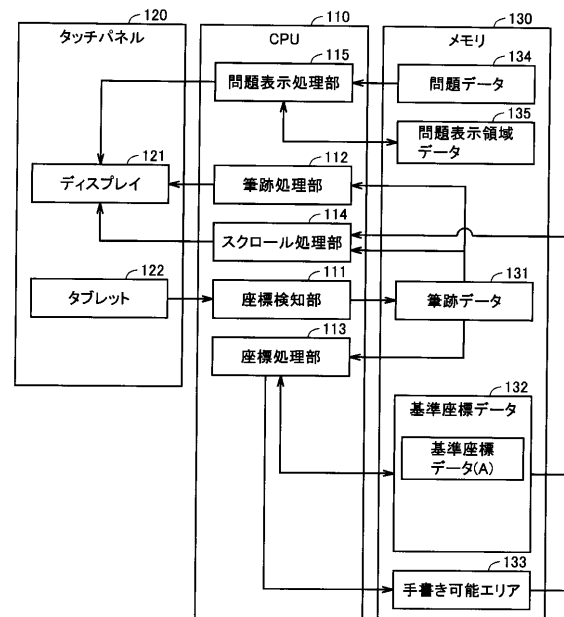 120
タッチパネル
110
CPU
130
メモリ
115
問題表示処理部
134
問題データ
135
問題表示領域
データ
121
ディスプレイ
112
筆跡処理部
114
スクロール処理部
122
タブレット
111
座標検知部
131
筆跡データ
113
座標処理部
132
基準座標データ
基準座標
データ(A)
133
手書き可能エリア